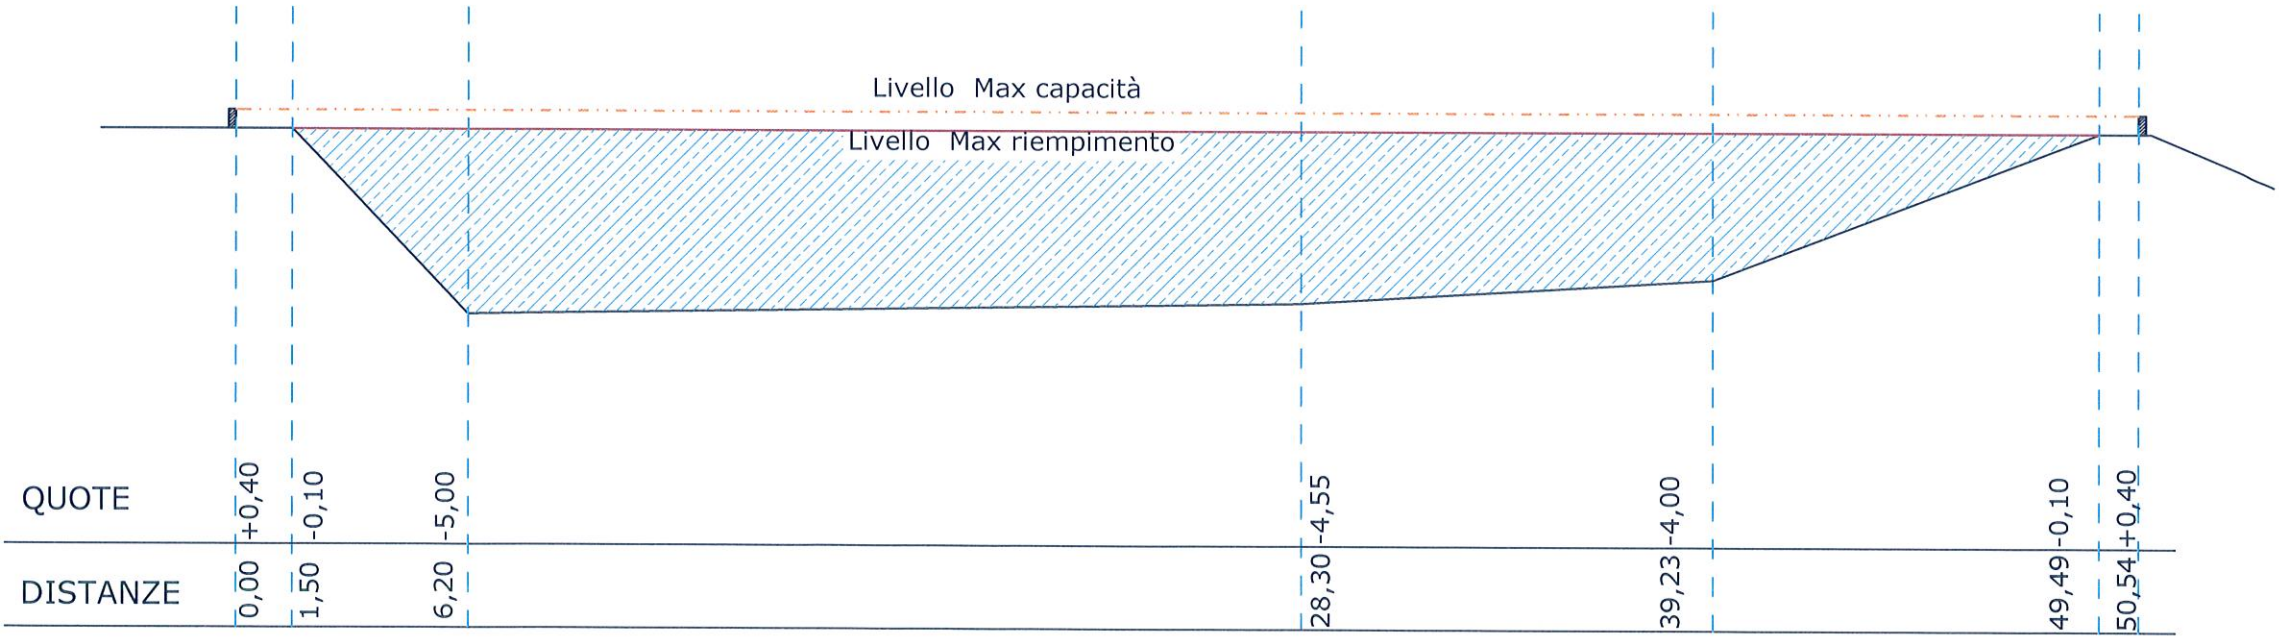 Livello Max capacità
Livello Max riempimento
QUOTE +0,40 -0,10 -5,00 -4,55 -4,00 -0,10 +0,40
DISTANZE 0,00 1,50 6,20 28,30 39,23 49,49 50,54